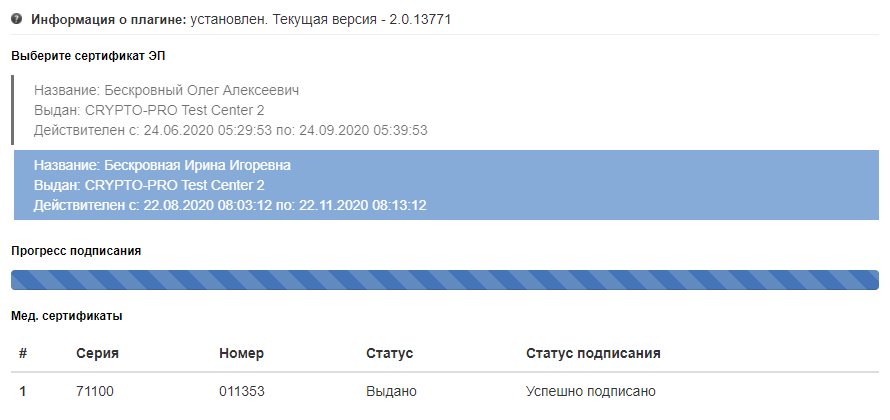 Информация о плагине: установлен. Текущая версия - 2.0.13771
Выберите сертификат ЭП
Название: Бескровный Олег Алексеевич
Выдан: CRYPTO-PRO Test Center 2
Действителен с: 24.06.2020 05:29:53 по: 24.09.2020 05:39:53
Название: Бескровная Ирина Игоревна
Выдан: CRYPTO-PRO Test Center 2
Действителен с: 22.08.2020 08:03:12 по: 22.11.2020 08:13:12
Прогресс подписания
Мед. сертификаты
# Серия Номер Статус Статус подписания
1 71100 011353 Выдано Успешно подписано